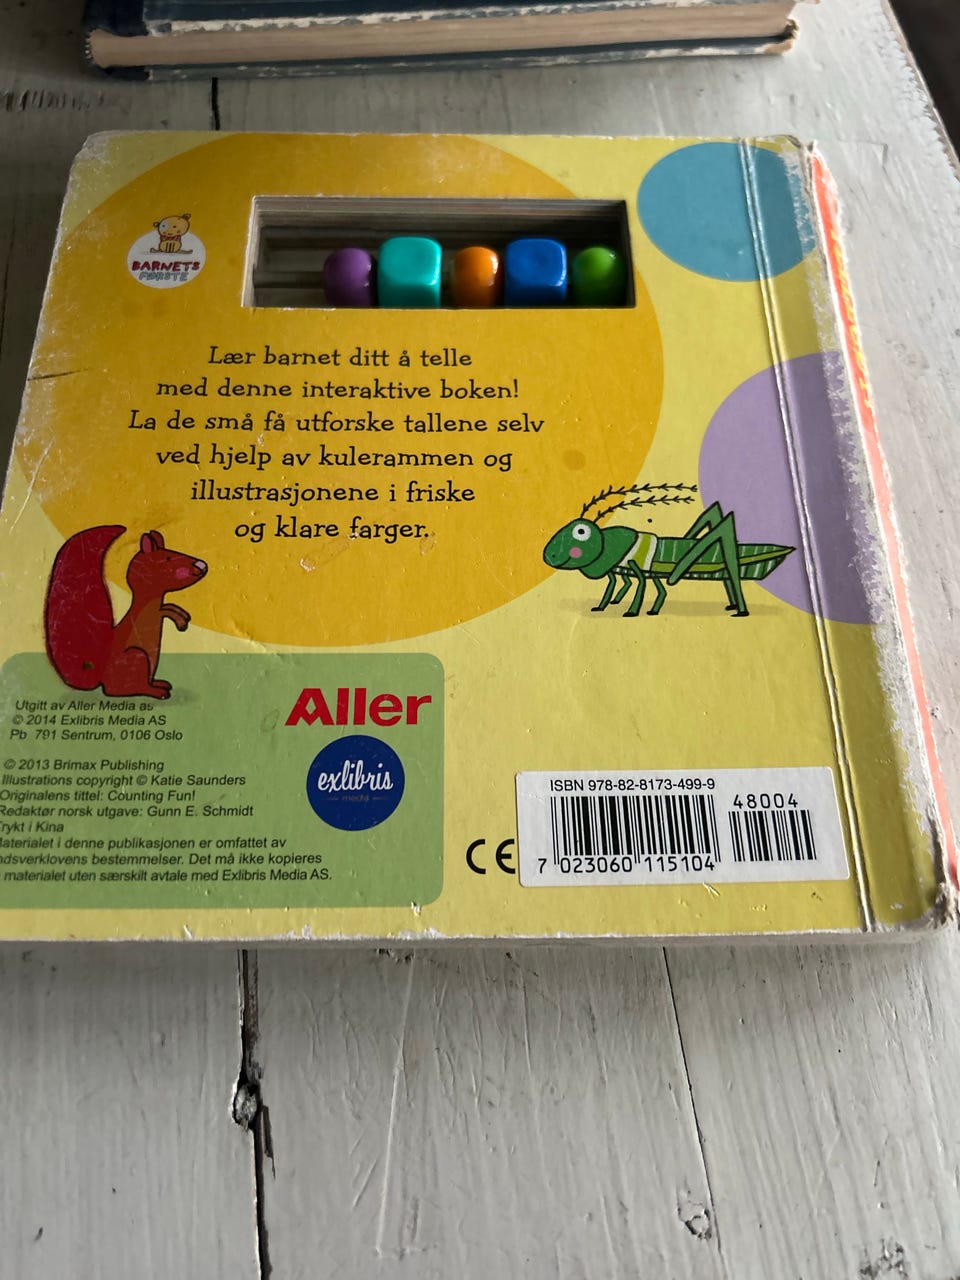 BARNETS
FØRSTE
Lær barnet ditt å telle
med denne interaktive boken!
La de små få utforske tallene selv
ved hjelp av kulerammen og
illustrasjonene i friske
og klare farger.
Utgitt av Aller Media as
© 2014 Exlibris Media AS
Pb 791 Sentrum, 0106 Oslo
© 2013 Brimax Publishing
Illustrations copyright © Katie Saunders
Originalens tittel: Counting Fun!
Redaktør norsk utgave: Gunn E. Schmidt
Trykt i Kina
Materialet i denne publikasjonen er omfattet av
ndsverklovens bestemmelser. Det må ikke kopieres
materialet uten særskilt avtale med Exlibris Media AS.
Aller
exlibris
media
CE
ISBN 978-82-8173-499-9
48004
7 023060 115104